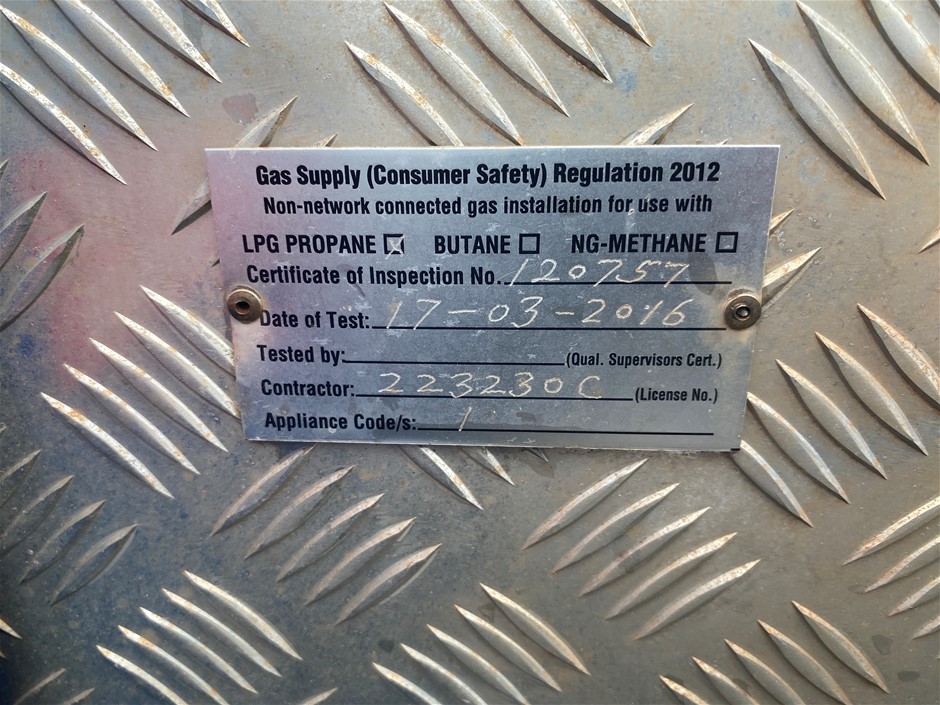 Gas Supply (Consumer Safety) Regulation 2012
Non-network connected gas installation for use with
LPG PROPANE ☒ BUTANE ☐ NG-METHANE ☐
Certificate of Inspection No. 120757
Date of Test: 17-03-2016
Tested by: (Qual. Supervisors Cert.)
Contractor: 223230C (License No.)
Appliance Code/s: 1